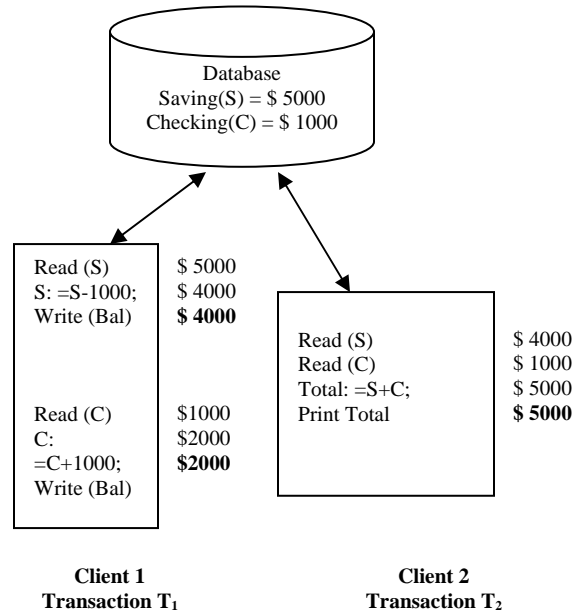 Database
Saving(S) = $ 5000
Checking(C) = $ 1000
Read (S) $ 5000
S: =S-1000; $ 4000
Write (Bal) $ 4000
Read (C) $1000
C: $2000
=C+1000; $2000
Write (Bal)
Read (S) $ 4000
Read (C) $ 1000
Total: =S+C; $ 5000
Print Total $ 5000
Client 1
Transaction T1
Client 2
Transaction T2